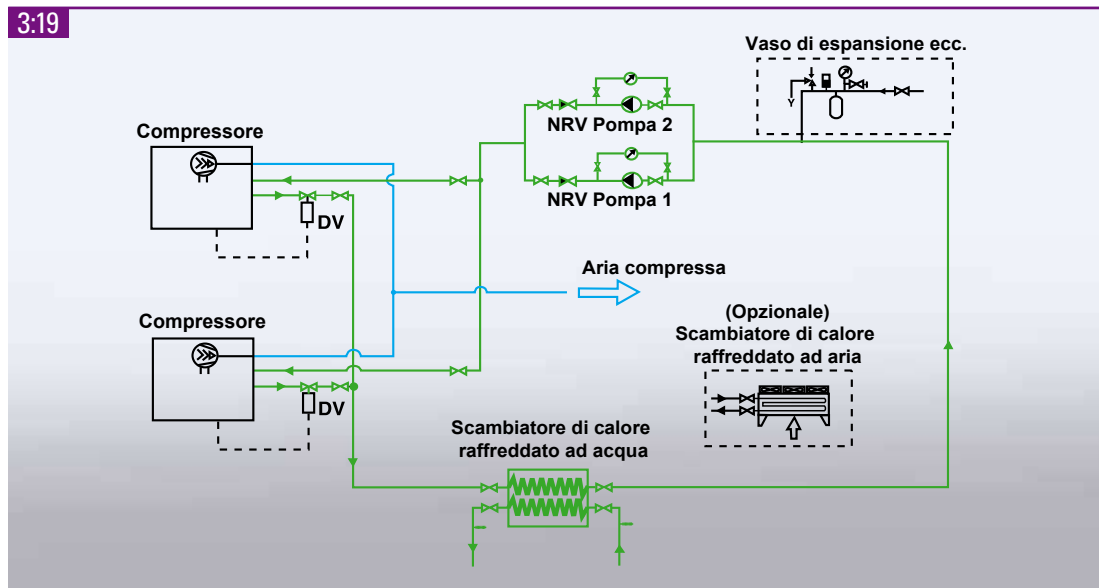 3:19
Vaso di espansione ecc.
Y
Compressore
NRV Pompa 2
NRV Pompa 1
DV
Aria compressa
Compressore
(Opzionale)
Scambiatore di calore
raffreddato ad aria
DV
Scambiatore di calore
raffreddato ad acqua